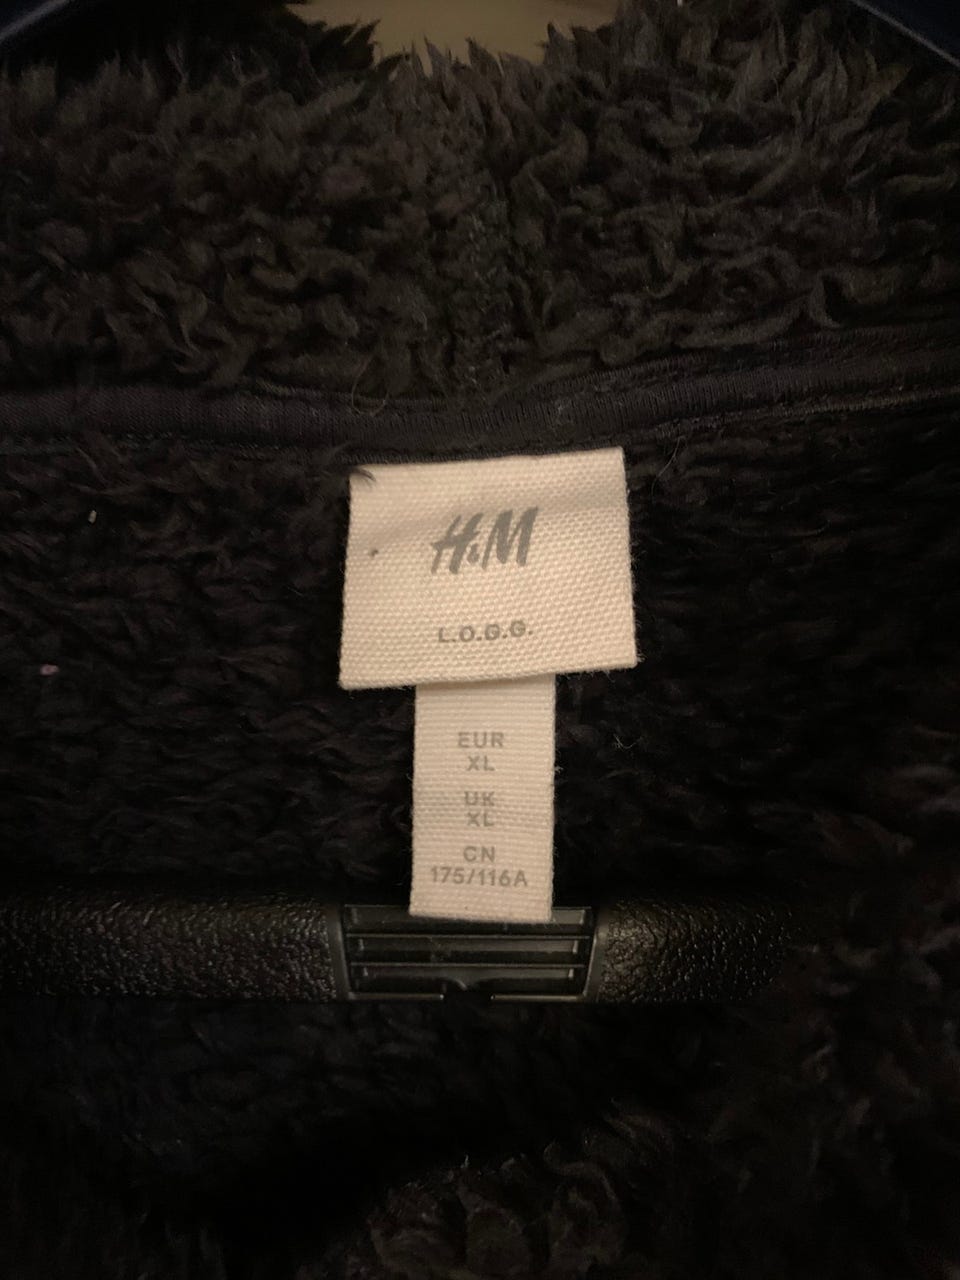 H&M
L.O.G.G.
EUR
XL
UK
XL
CN
175/116A